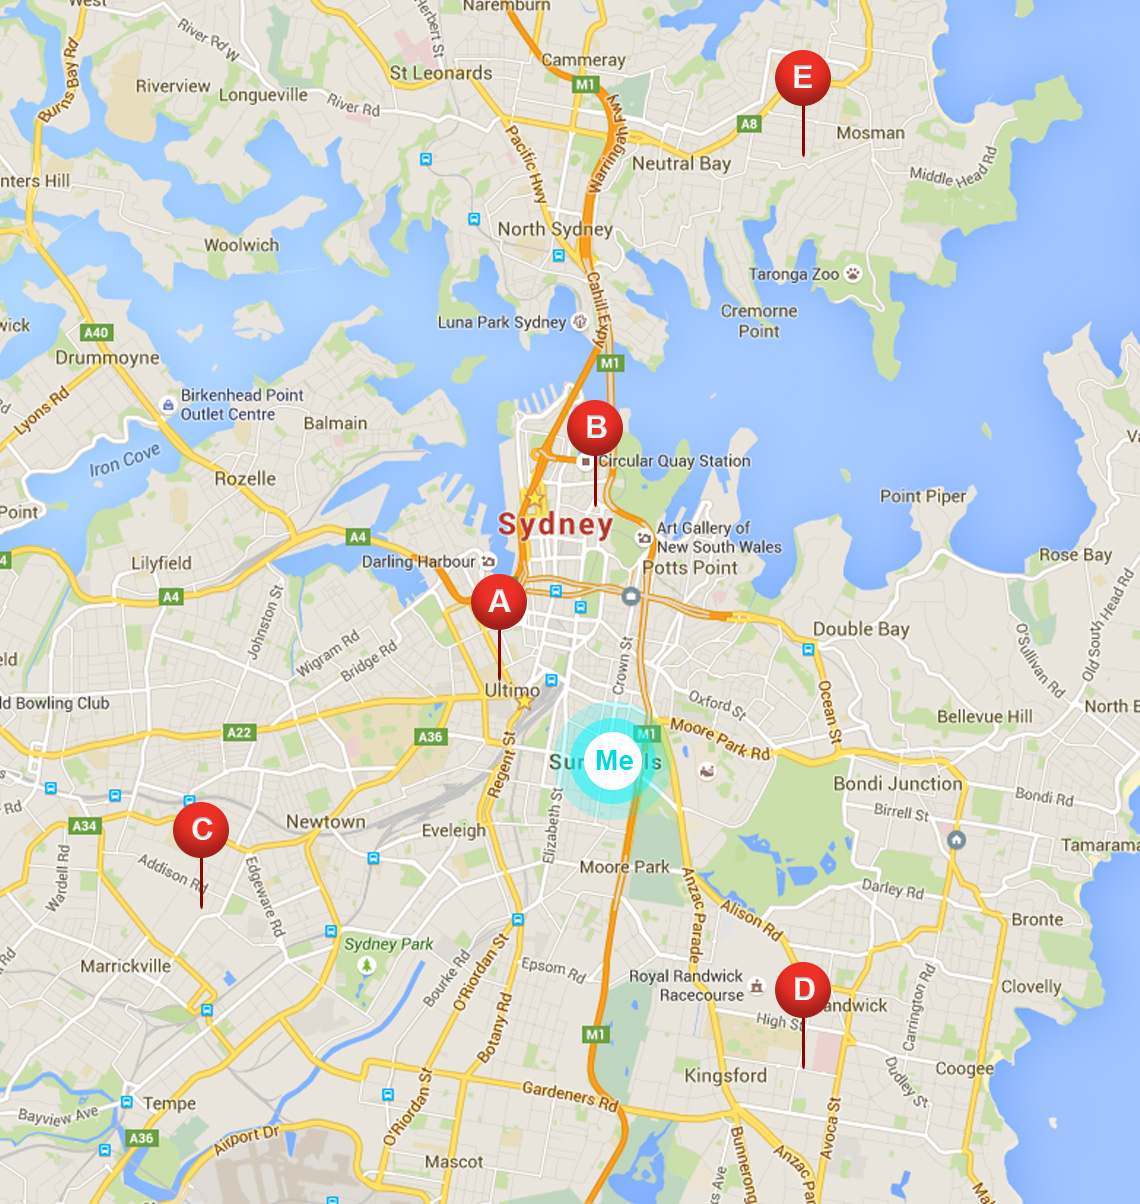 West
Naremburn
Herbert St
River Rd W
Cammeray
St Leonards
M1
E
Riverview
Longueville
Burns Bay Rd
River Rd
A8
Mosman
Warringah Fwy
Pacific Hwy
Neutral Bay
Middle Head Rd
nters Hill
North Sydney
Woolwich
Taronga Zoo
Cahill Expy
Cremorne
Point
Luna Park Sydney
wick
A40
Drummoyne
M1
Birkenhead Point
Outlet Centre
Lyons Rd
Rd
Balmain
B
Iron Cove
Circular Quay Station
Rozelle
Point Piper
Point
Sydney
Art Gallery of
New South Wales
A4
Darling Harbour
Potts Point
Rose Bay
4
Lilyfield
A4
A
Johnston St
Double Bay
Wigram Rd
Bridge Rd
O'Sullivan Rd
Old South Head Rd
eld
Crown St
Ultimo
Oxford St
Ocean St
ld Bowling Club
North B
Bellevue Hill
A22
A36
M1
Moore Park Rd
Regent St
Me
Sur
ls
Bondi Junction
Bondi Rd
Rd
Elizabeth St
Birrell St
A34
C
Newtown
Eveleigh
Tamarama
Wardell Rd
Addison Rd
Edgeware Rd
Moore Park
Anzac Parade
Darley Rd
Alison Rd
Bronte
Sydney Park
Rd
Marrickville
Bourke Rd
O'Riordan St
Epsom Rd
Royal Randwick
Racecourse
D
andwick
Carrington Rd
Clovelly
Botany Rd
High St
M1
Kingsford
Dudley St
Coogee
Tempe
Bayview Ave
Gardeners Rd
O'Riordan St
Avoca St
A36
Airport Dr
Mascot
Bunnerong
Anzac Par
ks Ave